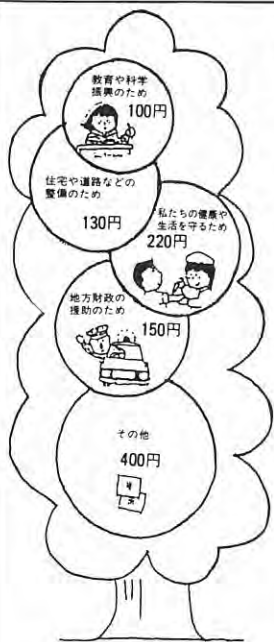 教育や科学
振興のため
100円
住宅や道路などの
整備のため
130円
私たちの健康や
生活を守るため
220円
地方財政の
援助のため
150円
その他
400円